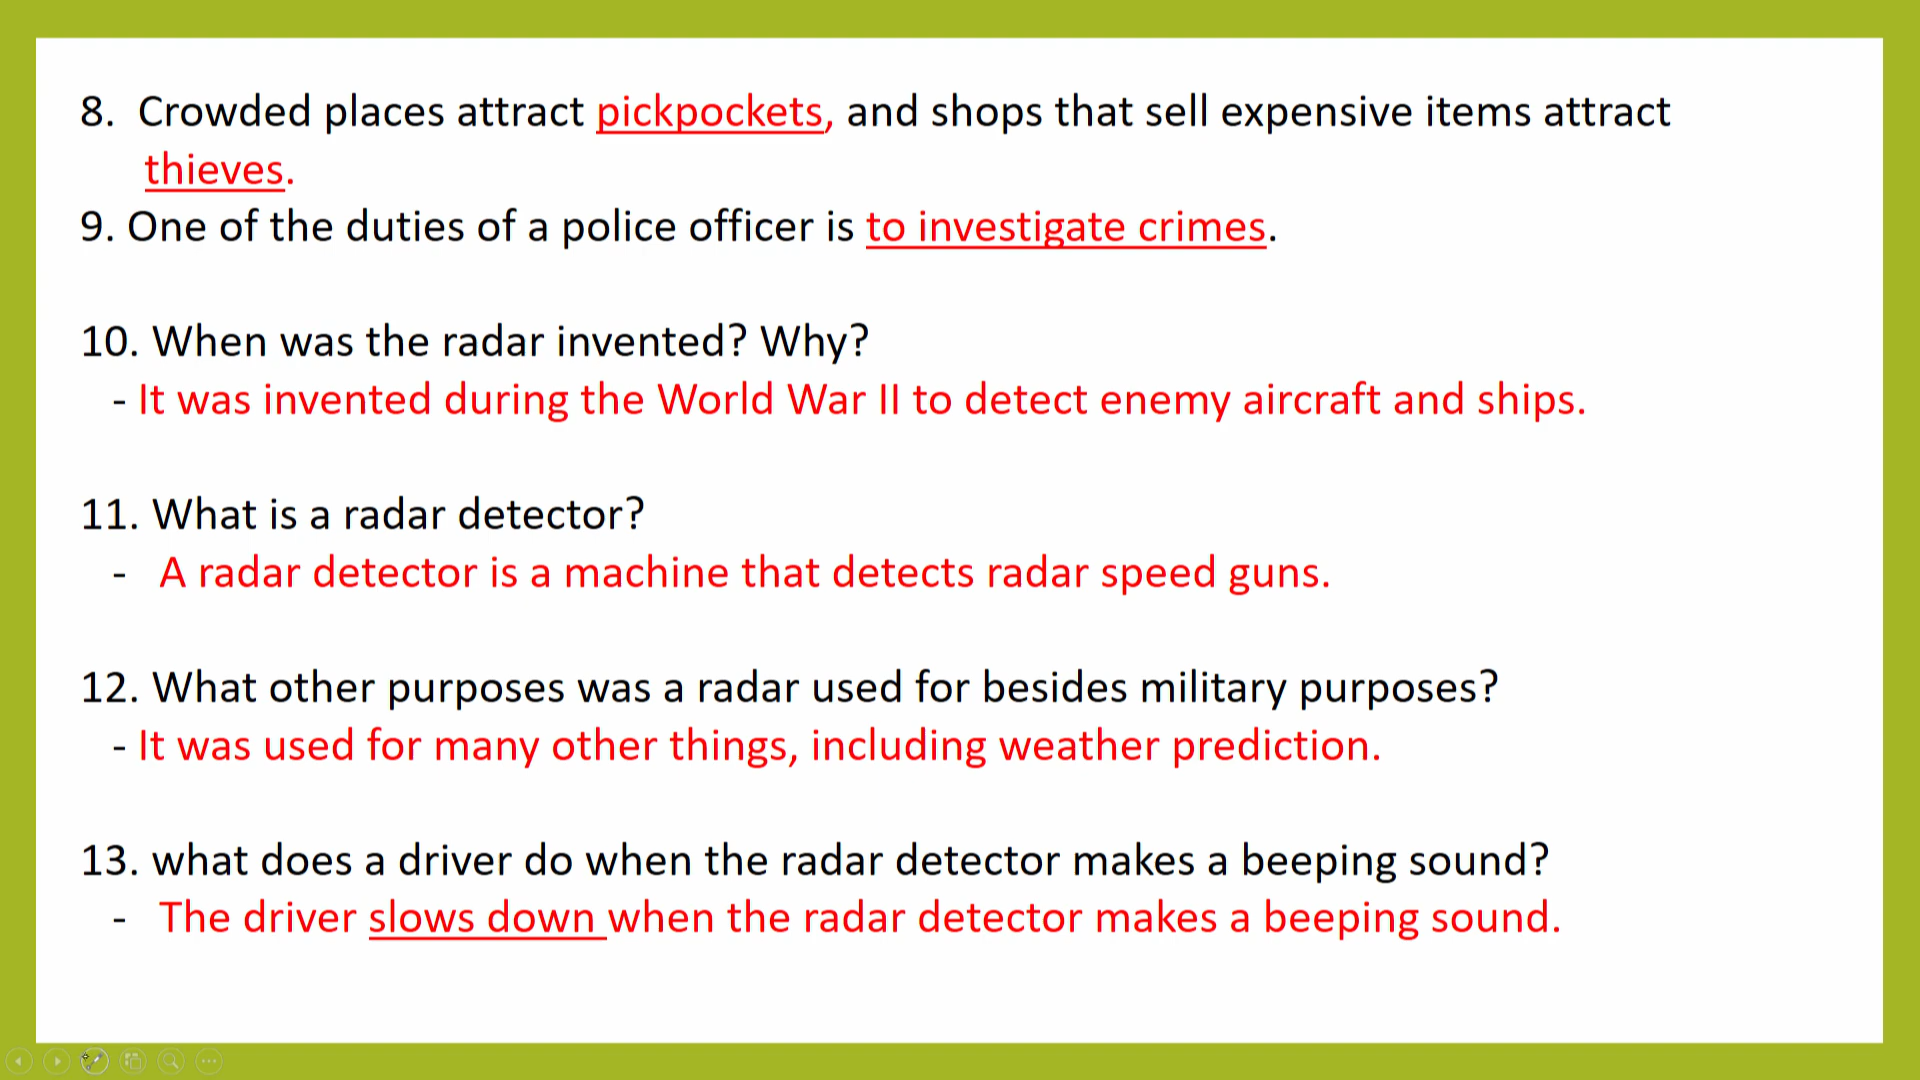 8. Crowded places attract pickpockets, and shops that sell expensive items attract
thieves.
9. One of the duties of a police officer is to investigate crimes.
10. When was the radar invented? Why?
- It was invented during the World War II to detect enemy aircraft and ships.
11. What is a radar detector?
- A radar detector is a machine that detects radar speed guns.
12. What other purposes was a radar used for besides military purposes?
- It was used for many other things, including weather prediction.
13. what does a driver do when the radar detector makes a beeping sound?
- The driver slows down when the radar detector makes a beeping sound.